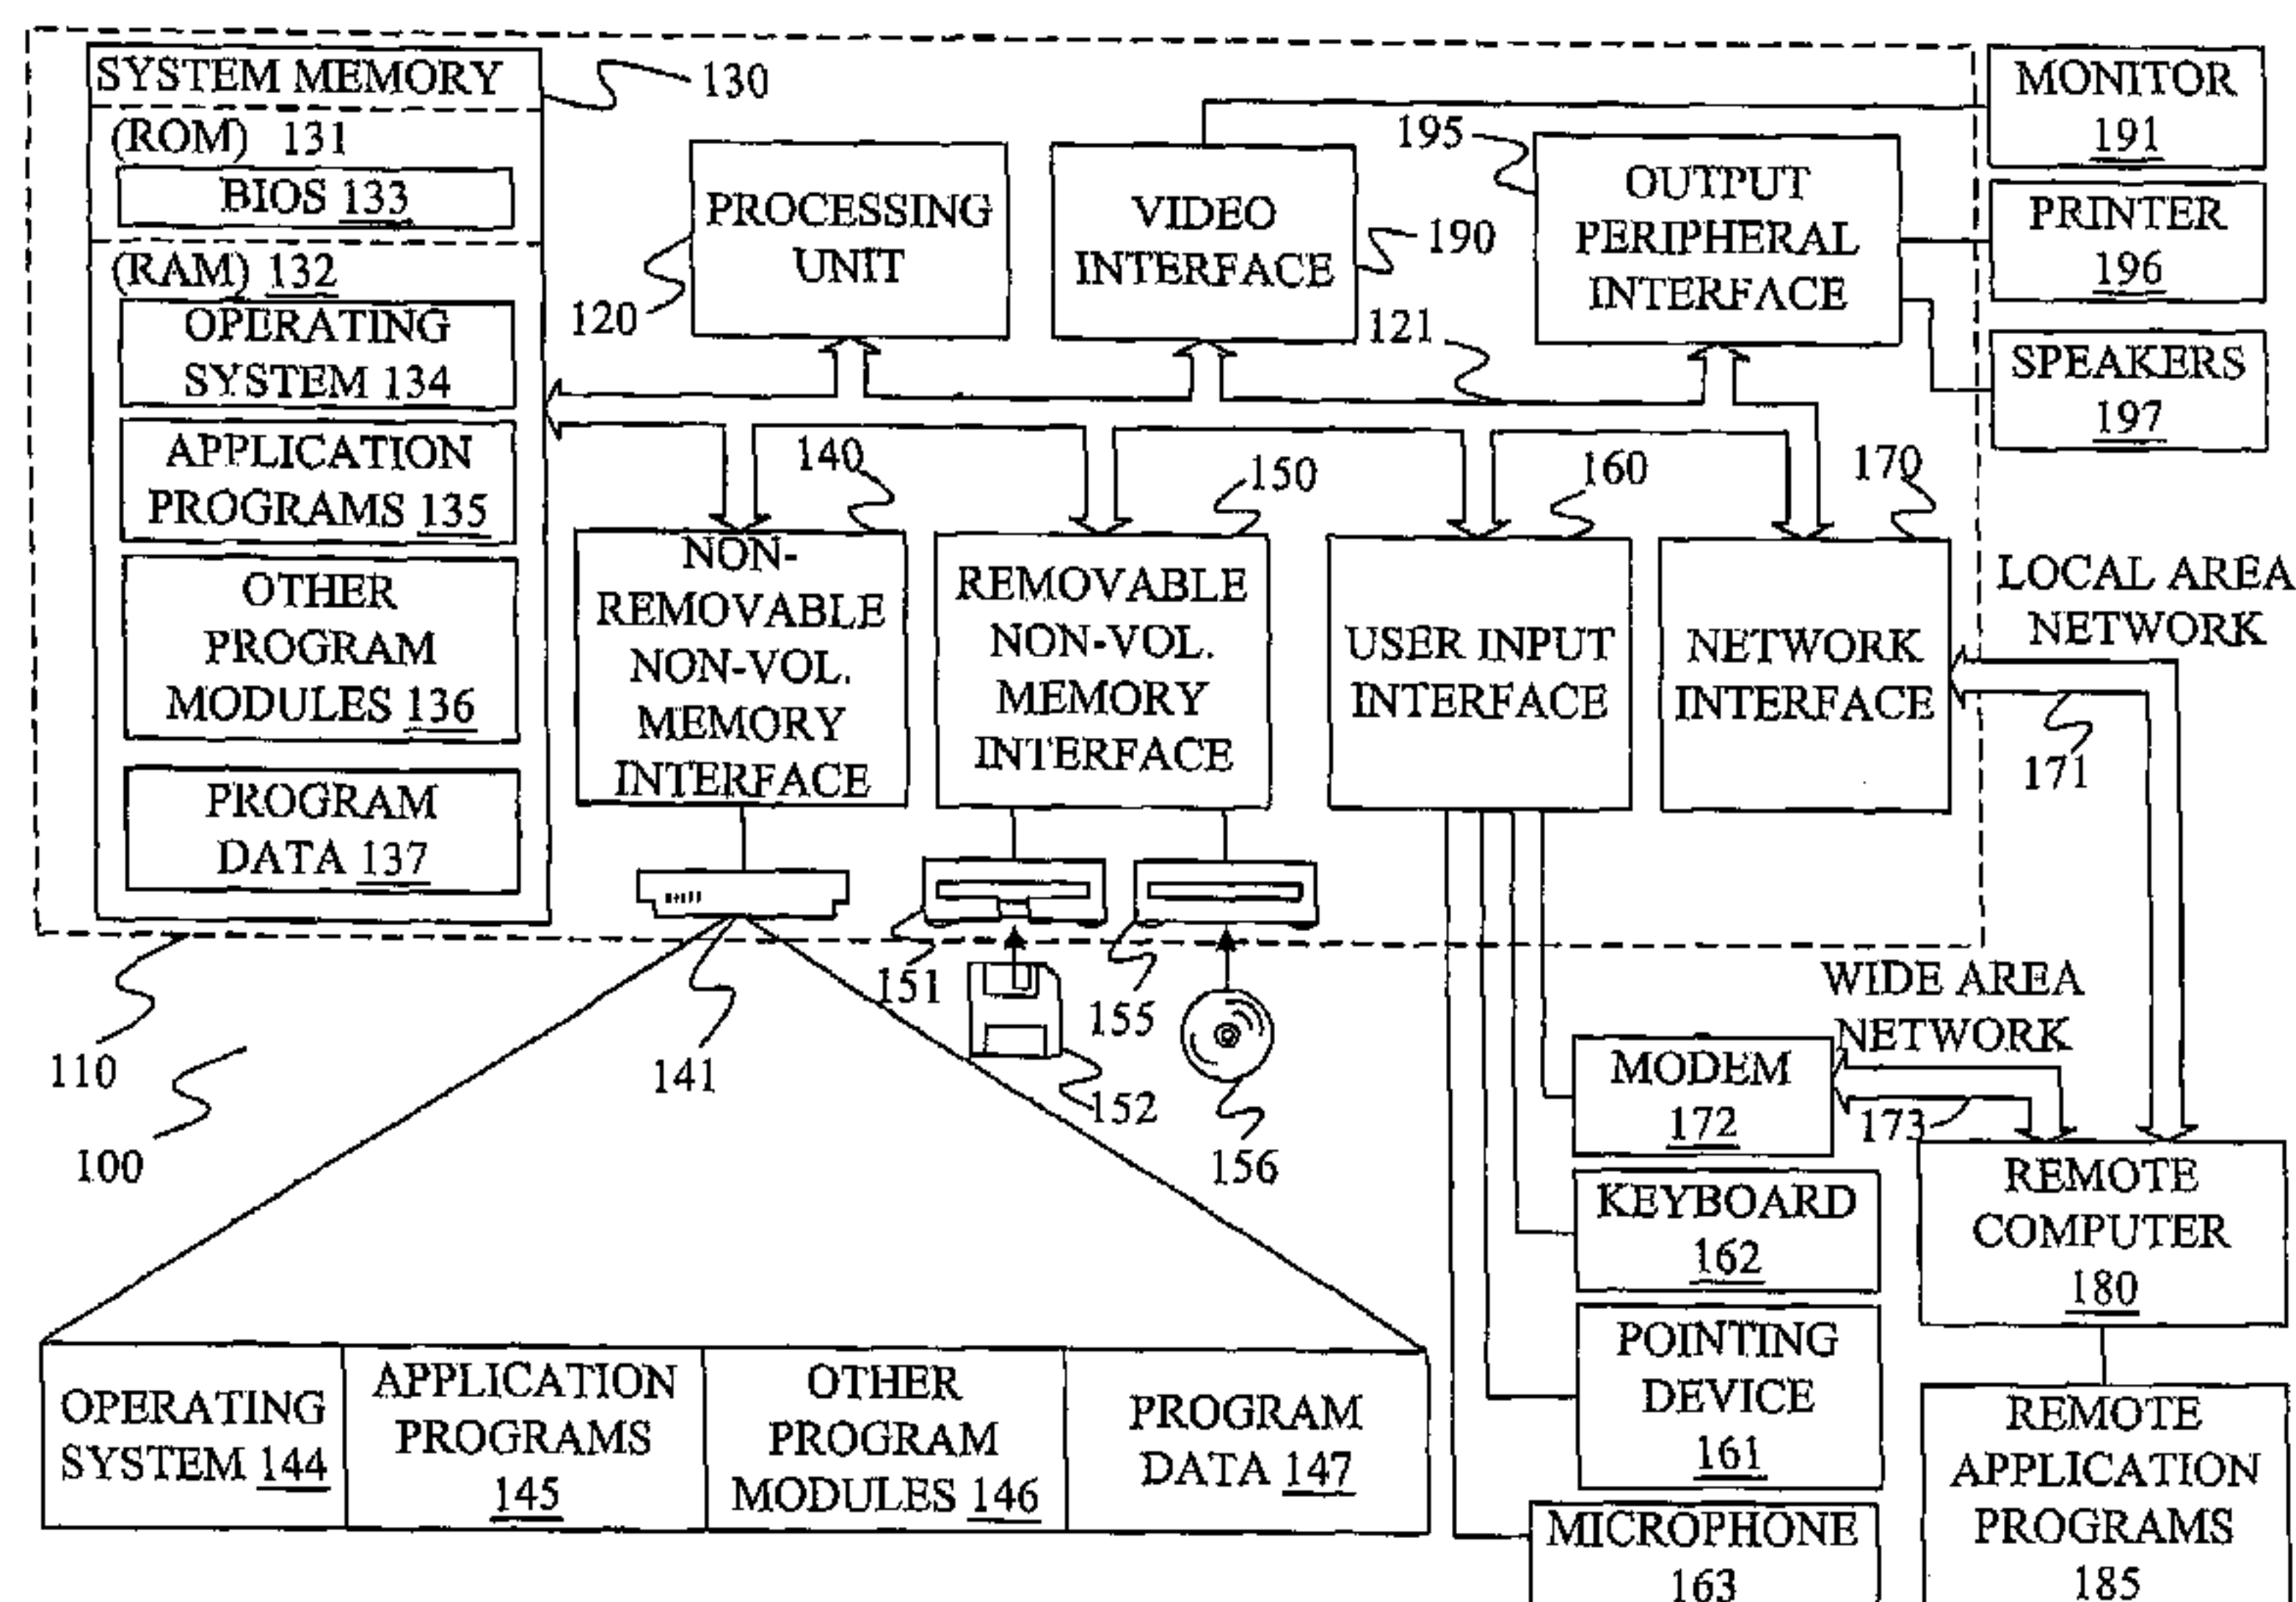 SYSTEM MEMORY
130
(ROM) 131
BIOS 133
(RAM) 132
OPERATING
SYSTEM 134
APPLICATION
PROGRAMS 135
OTHER
PROGRAM
MODULES 136
PROGRAM
DATA 137
PROCESSING
UNIT
120
VIDEO
INTERFACE
190
195
OUTPUT
PERIPHERAL
INTERFACE
121
MONITOR
191
PRINTER
196
SPEAKERS
197
140
NON-
REMOVABLE
NON-VOL.
MEMORY
INTERFACE
150
REMOVABLE
NON-VOL.
MEMORY
INTERFACE
160
USER INPUT
INTERFACE
170
NETWORK
INTERFACE
LOCAL AREA
NETWORK
171
110
100
141
151
152
155
156
WIDE AREA
NETWORK
173
MODEM
172
KEYBOARD
162
POINTING
DEVICE
161
MICROPHONE
163
REMOTE
COMPUTER
180
REMOTE
APPLICATION
PROGRAMS
185
OPERATING
SYSTEM 144
APPLICATION
PROGRAMS
145
OTHER
PROGRAM
MODULES 146
PROGRAM
DATA 147